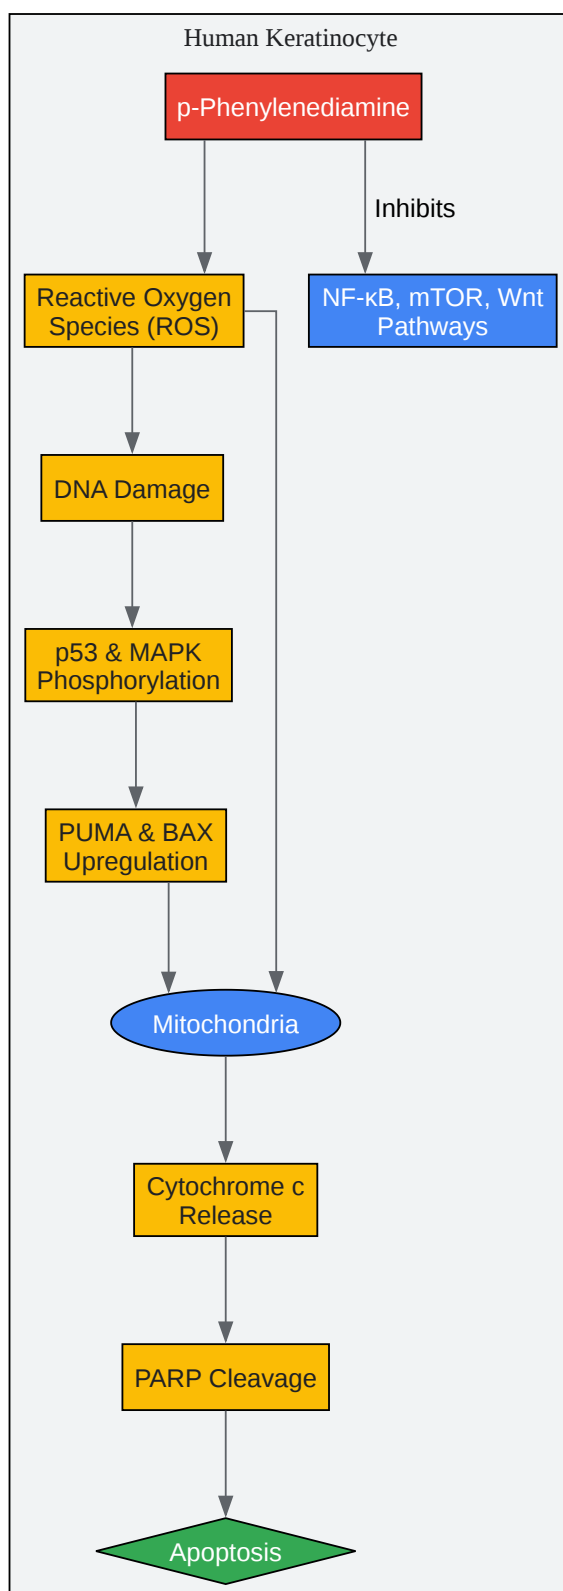 Human Keratinocyte
p-Phenylenediamine
Inhibits
Reactive Oxygen
Species (ROS)
NF-κB, mTOR, Wnt
Pathways
DNA Damage
p53 & MAPK
Phosphorylation
PUMA & BAX
Upregulation
Mitochondria
Cytochrome c
Release
PARP Cleavage
Apoptosis